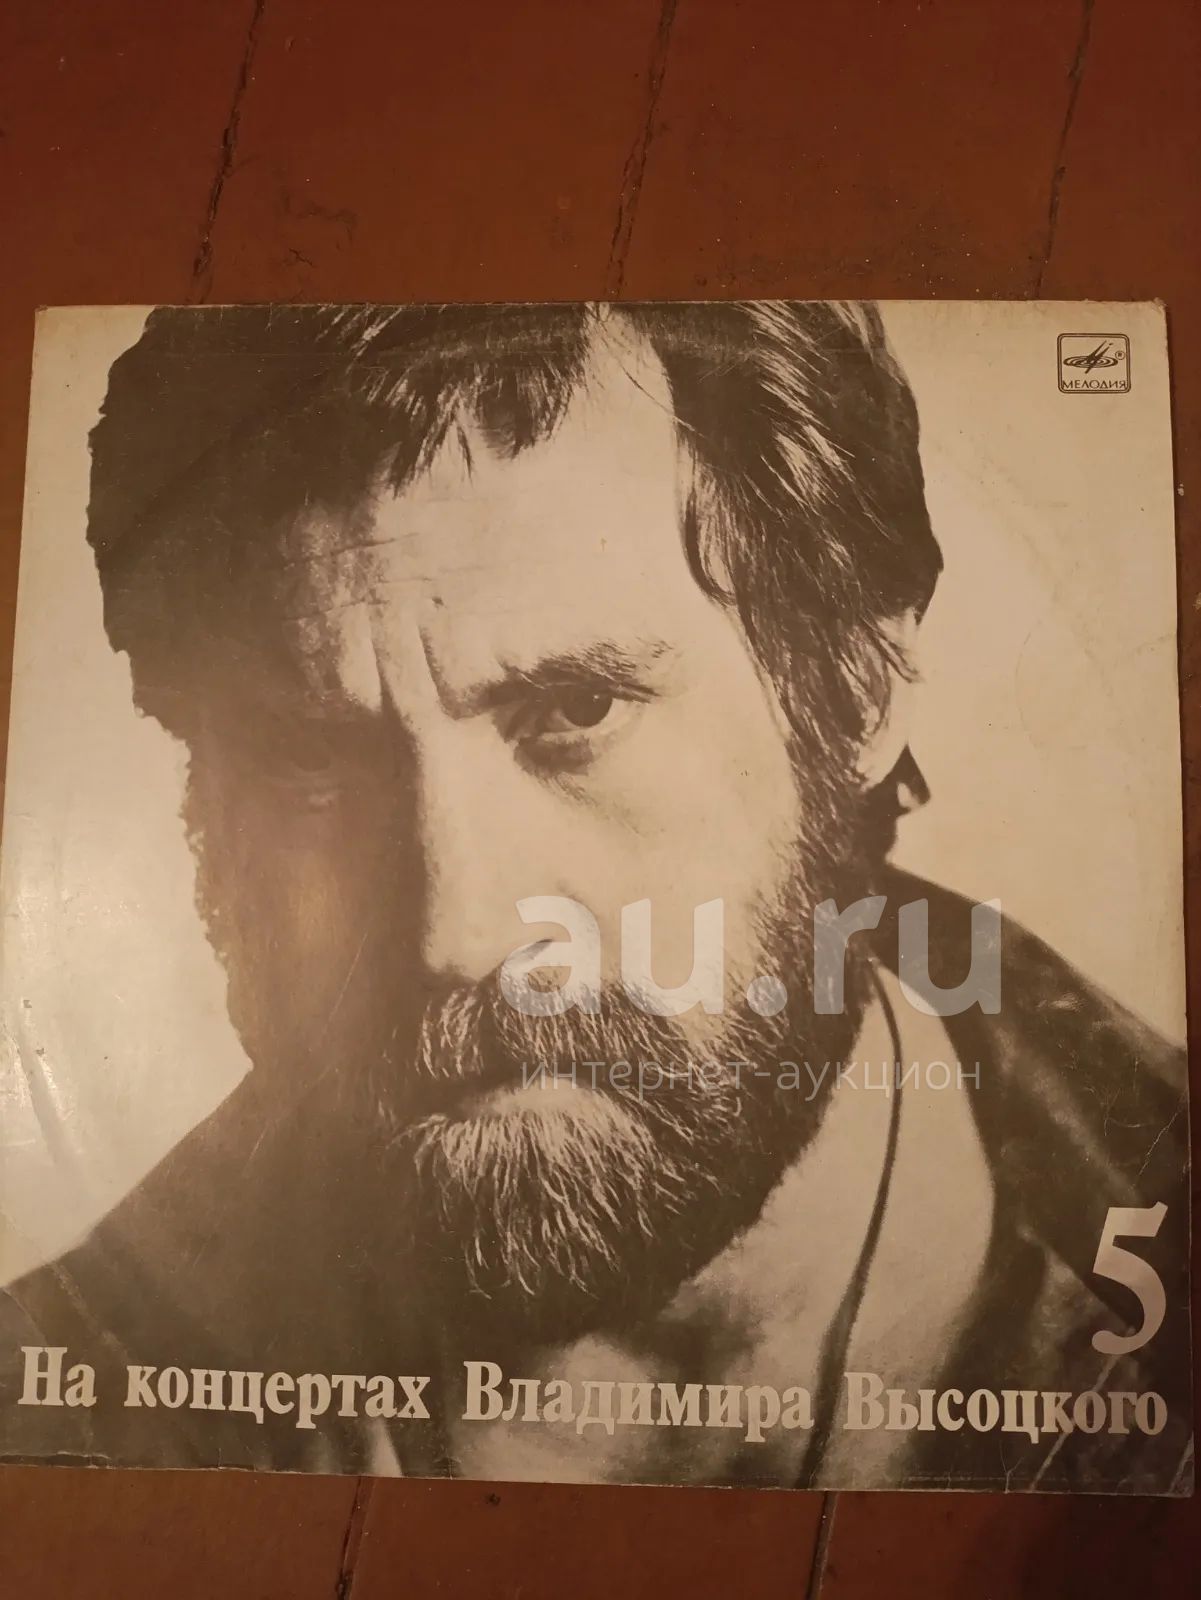 МЕЛОДИЯ
au.ru
интернет-аукцион
5
На концертах Владимира Высоцкого